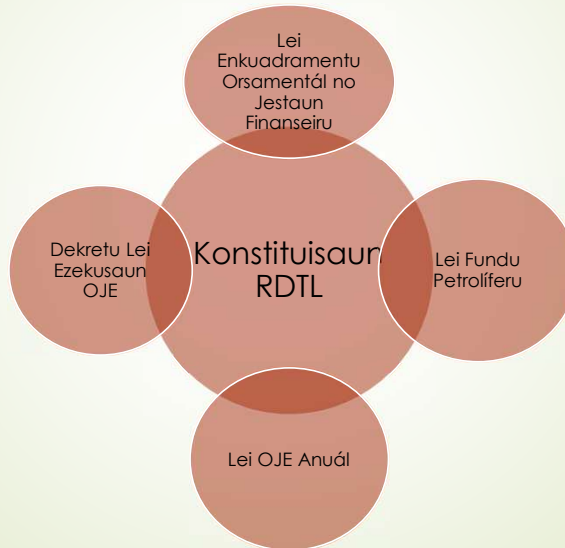 Lei
Enkuadramentu
Orsamentál no
Jestaun
Finanseiru
Dekretu Lei
Ezekusaun
OJE
Konstituisaun
RDTL
Lei Fundu
Petrolíferu
Lei OJE Anuál